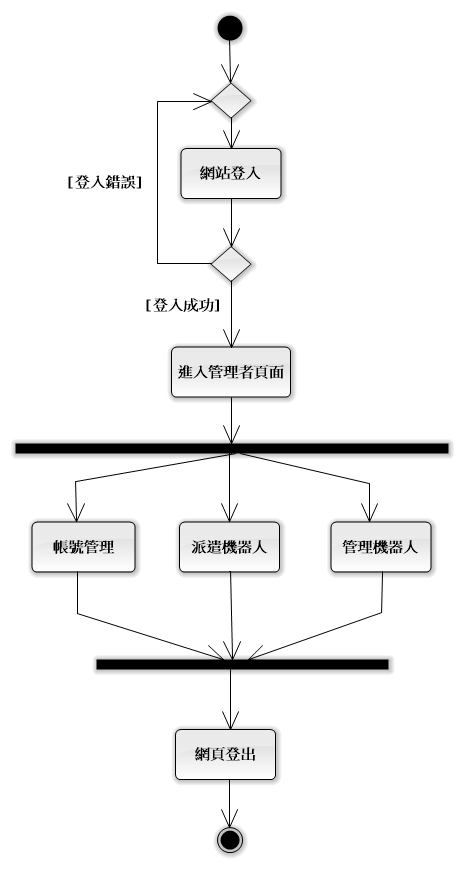 網站登入
[登入錯誤]
[登入成功]
進入管理者頁面
帳號管理
派遣機器人
管理機器人
網頁登出